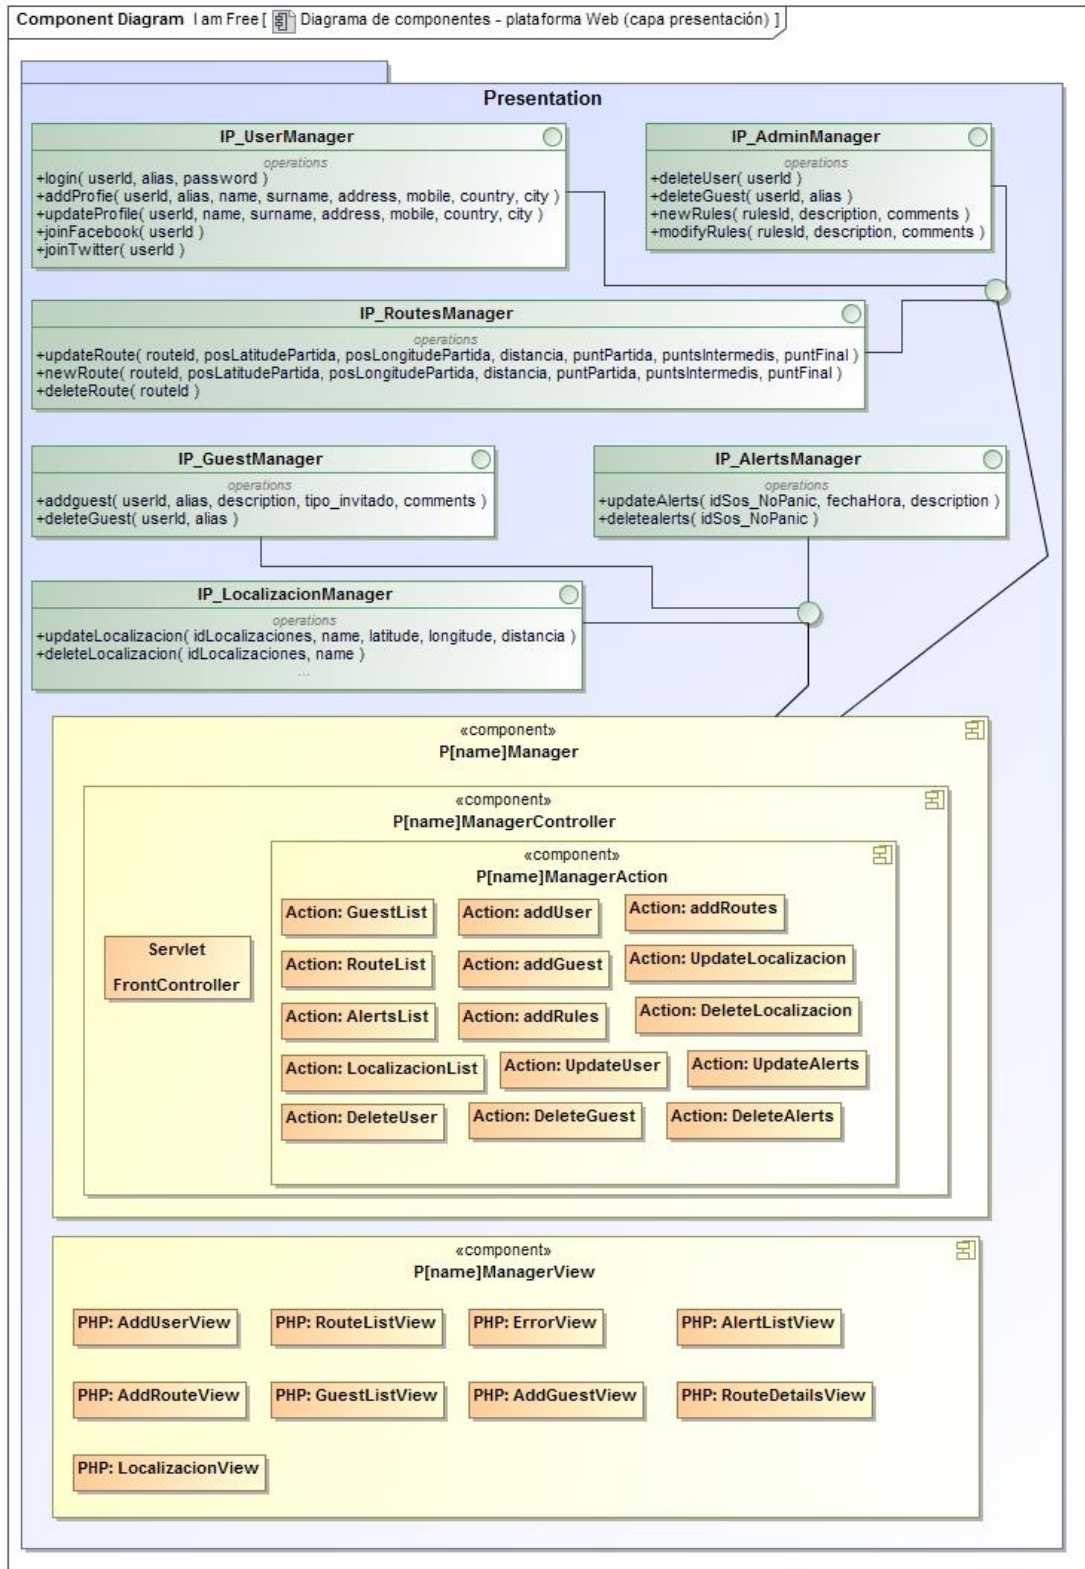 Component Diagram I am Free [ Diagrama de componentes - plataforma Web (capa presentación) ]
Presentation
IP_UserManager
operations
+login( userId, alias, password )
+addProfie( userId, alias, name, surname, address, mobile, country, city )
+updateProfile( userId, name, surname, address, mobile, country, city )
+joinFacebook( userId )
+joinTwitter( userId )
IP_AdminManager
operations
+deleteUser( userId )
+deleteGuest( userId, alias )
+newRules( rulesId, description, comments )
+modifyRules( rulesId, description, comments )
IP_RoutesManager
operations
+updateRoute( routeId, posLatitudePartida, posLongitudePartida, distancia, puntPartida, puntsIntermedis, puntFinal )
+newRoute( routeId, posLatitudePartida, posLongitudePartida, distancia, puntPartida, puntsIntermedis, puntFinal )
+deleteRoute( routeId )
IP_GuestManager
operations
+addguest( userId, alias, description, tipo_invitado, comments )
+deleteGuest( userId, alias )
IP_AlertsManager
operations
+updateAlerts( idSos_NoPanic, fechaHora, description )
+deletealerts( idSos_NoPanic )
IP_LocalizacionManager
operations
+updateLocalizacion( idLocalizaciones, name, latitude, longitude, distancia )
+deleteLocalizacion( idLocalizaciones, name )
...
«component»
P[name]Manager
«component»
P[name]ManagerController
«component»
P[name]ManagerAction
Servlet
FrontController
Action: GuestList
Action: addUser
Action: addRoutes
Action: RouteList
Action: addGuest
Action: UpdateLocalizacion
Action: AlertsList
Action: addRules
Action: DeleteLocalizacion
Action: LocalizacionList
Action: UpdateUser
Action: UpdateAlerts
Action: DeleteUser
Action: DeleteGuest
Action: DeleteAlerts
«component»
P[name]ManagerView
PHP: AddUserView
PHP: RouteListView
PHP: ErrorView
PHP: AlertListView
PHP: AddRouteView
PHP: GuestListView
PHP: AddGuestView
PHP: RouteDetailsView
PHP: LocalizacionView